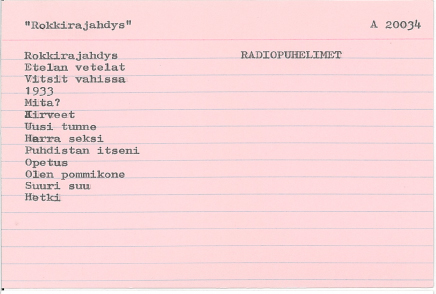 "Rokkirajahdys" A 20034
Rokkirajahdys RADIOPUHELIMET
Etelan vetelat
Vitsit vahissa
1933
Mita?
Kirveet
Uusi tunne
Harra seksi
Puhdistan itseni
Opetus
Olen pommikone
Suuri suu
Hetki